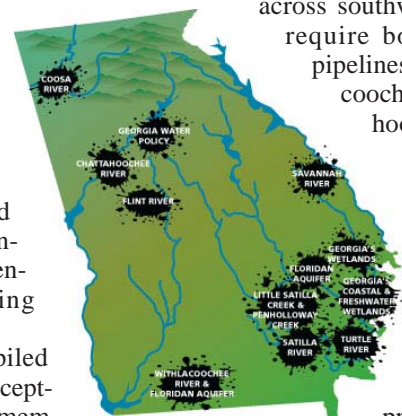 across southw
require bo
pipelines
cooch
hoo
COOSA
RIVER
GEORGIA WATER
POLICY
CHATTAHOOCHEE
RIVER
FLINT RIVER
SAVANNAH
RIVER
d
n-
en-
ing
piled
cept-
GEORGIA'S
WETLANDS
FLORIDAN
AQUIFER
GEORGIA'S
COASTAL &
FRESHWATER
WETLANDS
LITTLE SATILLA
CREEK &
PENHOLLOWAY
CREEK
SATILLA
RIVER
TURTLE
RIVER
WITHLACOOCHEE
RIVER &
FLORIDAN AQUIFER